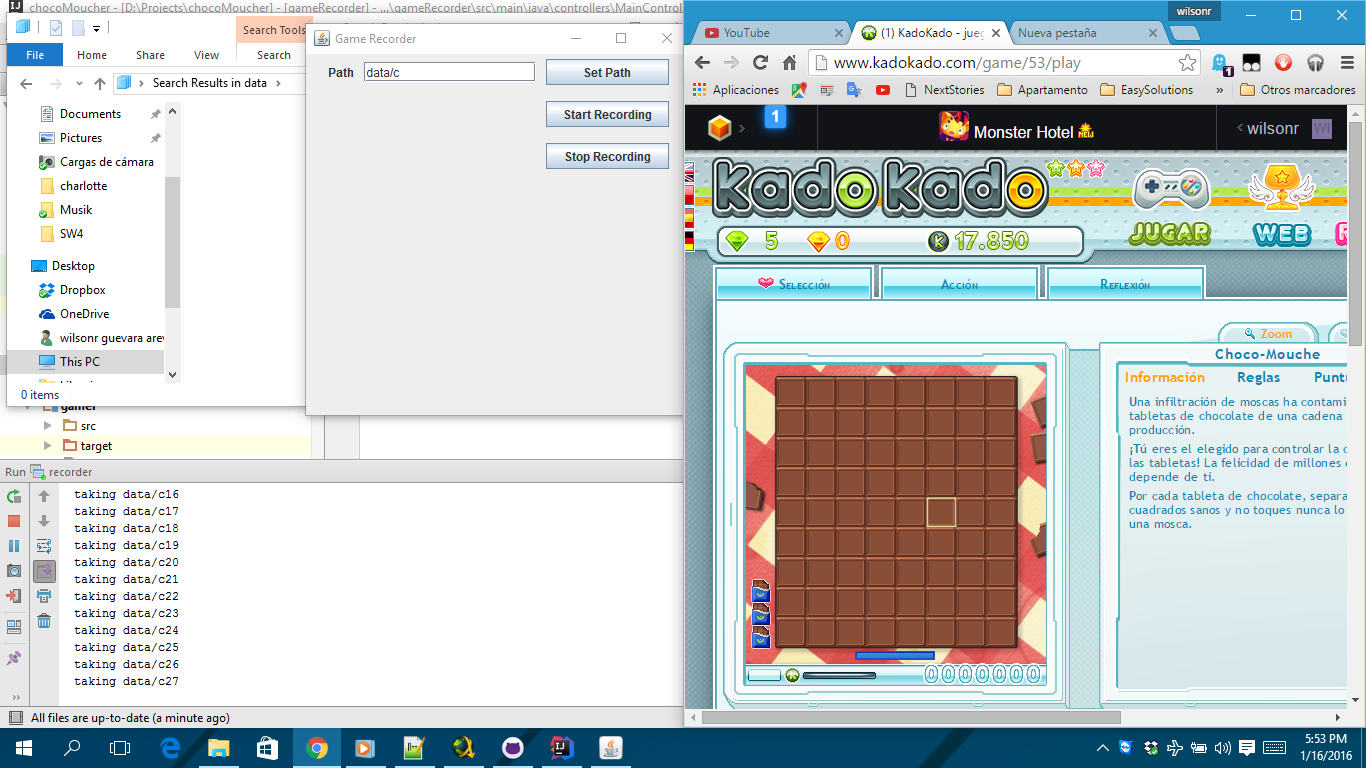 chocoMoucher - [D:\Projects\chocoMoucher] - [gameRecorder] - ...\gameRecorder\src\main\java\controllers\MainControl
Search Tools
File
Home
Share
View
Search
Search Results in data
Documents
Pictures
Cargas de cámara
charlotte
Musik
SW4
Desktop
Dropbox
OneDrive
wilsonr guevara arev
This PC
0 items
gamer
src
target
Game Recorder
Path
data/c
Set Path
Start Recording
Stop Recording
Run
recorder
taking data/c16
taking data/c17
taking data/c18
taking data/c19
taking data/c20
taking data/c21
taking data/c22
taking data/c23
taking data/c24
taking data/c25
taking data/c26
taking data/c27
All files are up-to-date (a minute ago)
wilsonr
YouTube
(1) KadoKado - jueg
Nueva pestaña
www.kadokado.com/game/53/play
1
Aplicaciones
NextStories
Apartamento
EasySolutions
»
Otros marcadores
1
Monster Hotel
NEW
wilsonr
WI
kadokado
5
0
K
17.850
JUGAR
WEB
Selección
Acción
Reflexión
Zoom
Choco-Mouche
Información
Reglas
Puntu
Una infiltración de moscas ha contami
tabletas de chocolate de una cadena
producción.
¡Tú eres el elegido para controlar la c
las tabletas! La felicidad de millones
depende de ti.
Por cada tableta de chocolate, separa
cuadrados sanos y no toques nunca lo
una mosca.
0000000
5:53 PM
1/16/2016